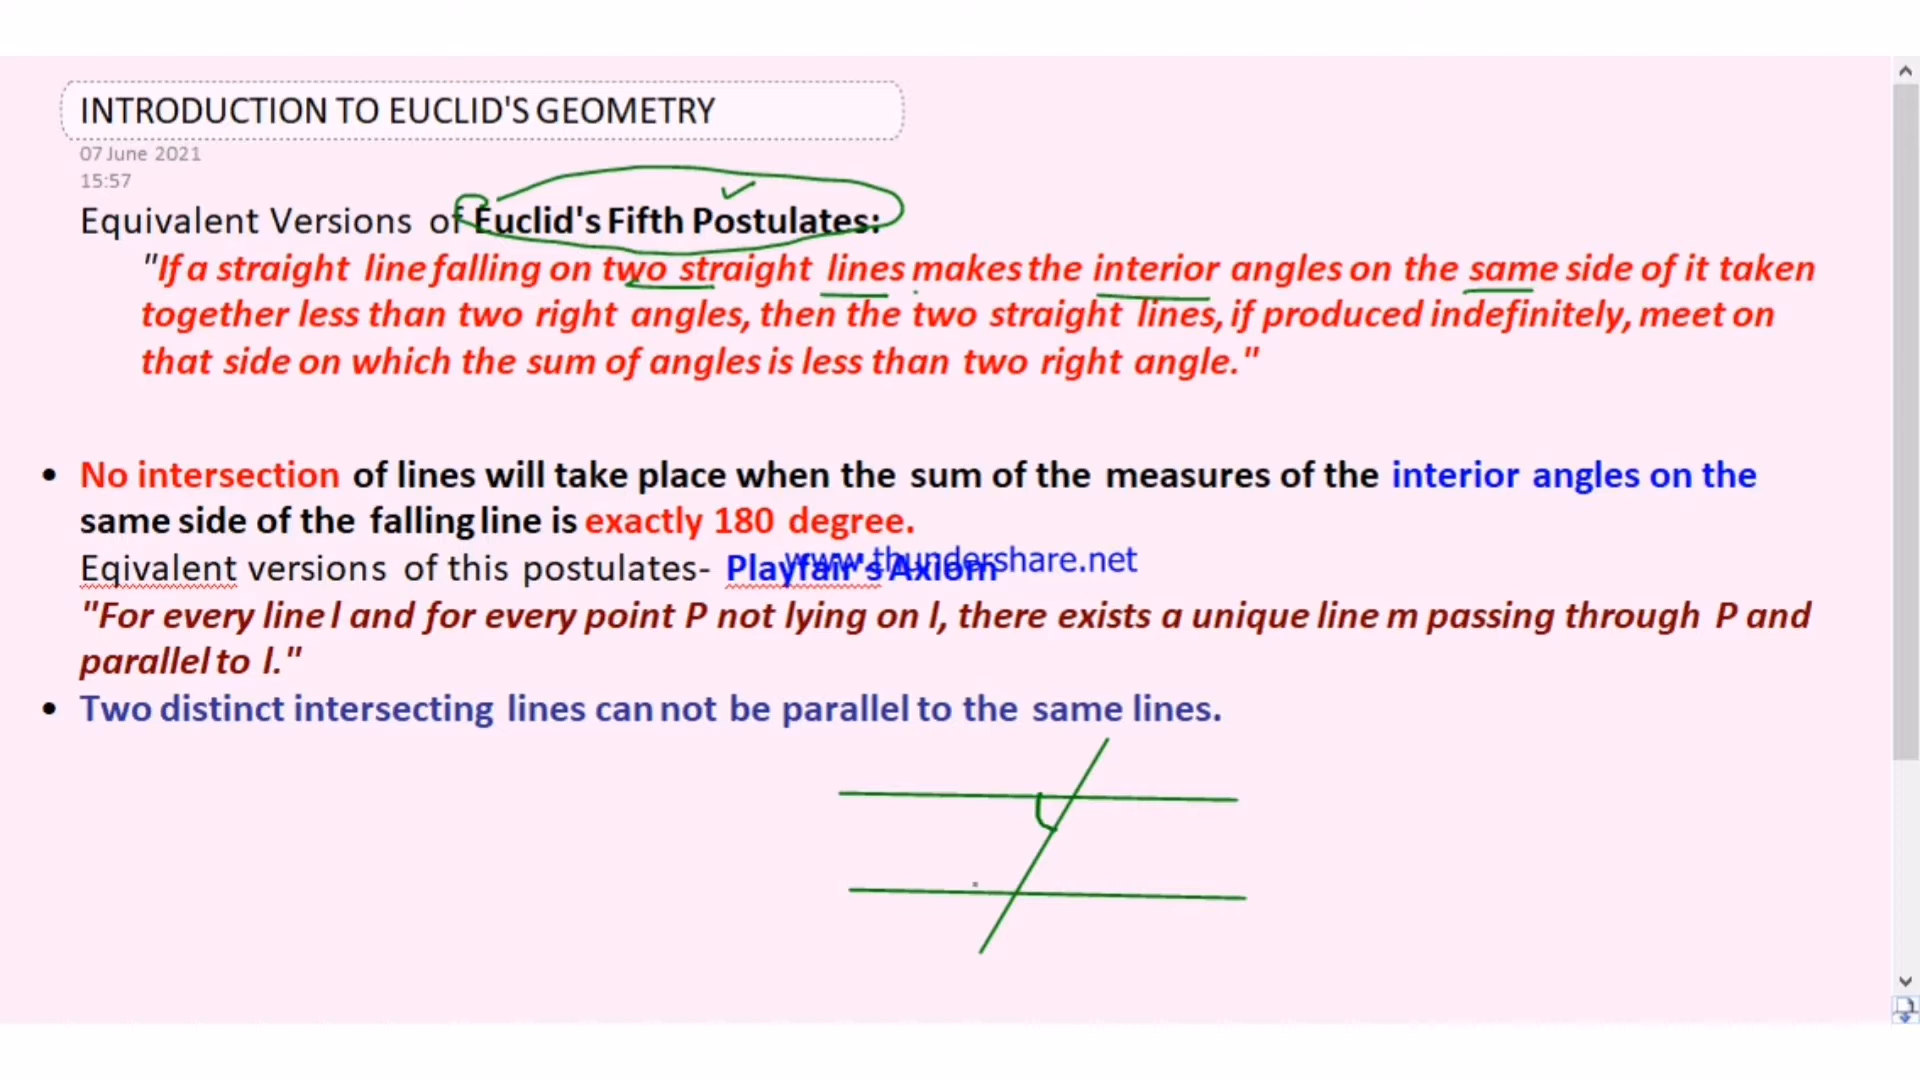 INTRODUCTION TO EUCLID'S GEOMETRY
07 June 2021
15:57
Equivalent Versions of Euclid's Fifth Postulates:
"If a straight line falling on two straight lines makes the interior angles on the same side of it taken
together less than two right angles, then the two straight lines, if produced indefinitely, meet on
that side on which the sum of angles is less than two right angle."
• No intersection of lines will take place when the sum of the measures of the interior angles on the
same side of the falling line is exactly 180 degree.
Eqivalent versions of this postulates- Playfair's Axiom
www.thundershare.net
"For every line l and for every point P not lying on l, there exists a unique line m passing through P and
parallel to l."
• Two distinct intersecting lines can not be parallel to the same lines.